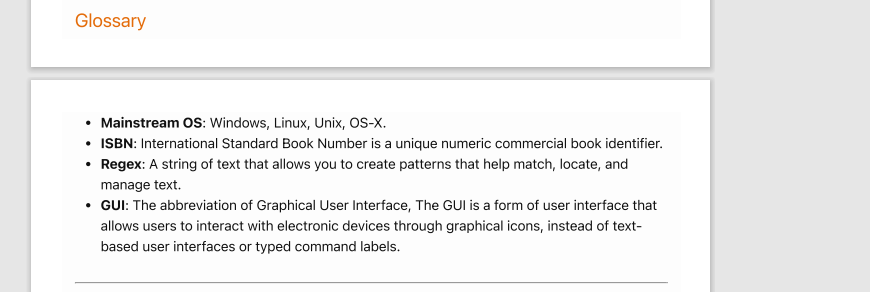 Glossary
• Mainstream OS: Windows, Linux, Unix, OS-X.
• ISBN: International Standard Book Number is a unique numeric commercial book identifier.
• Regex: A string of text that allows you to create patterns that help match, locate, and
manage text.
• GUI: The abbreviation of Graphical User Interface, The GUI is a form of user interface that
allows users to interact with electronic devices through graphical icons, instead of text-
based user interfaces or typed command labels.